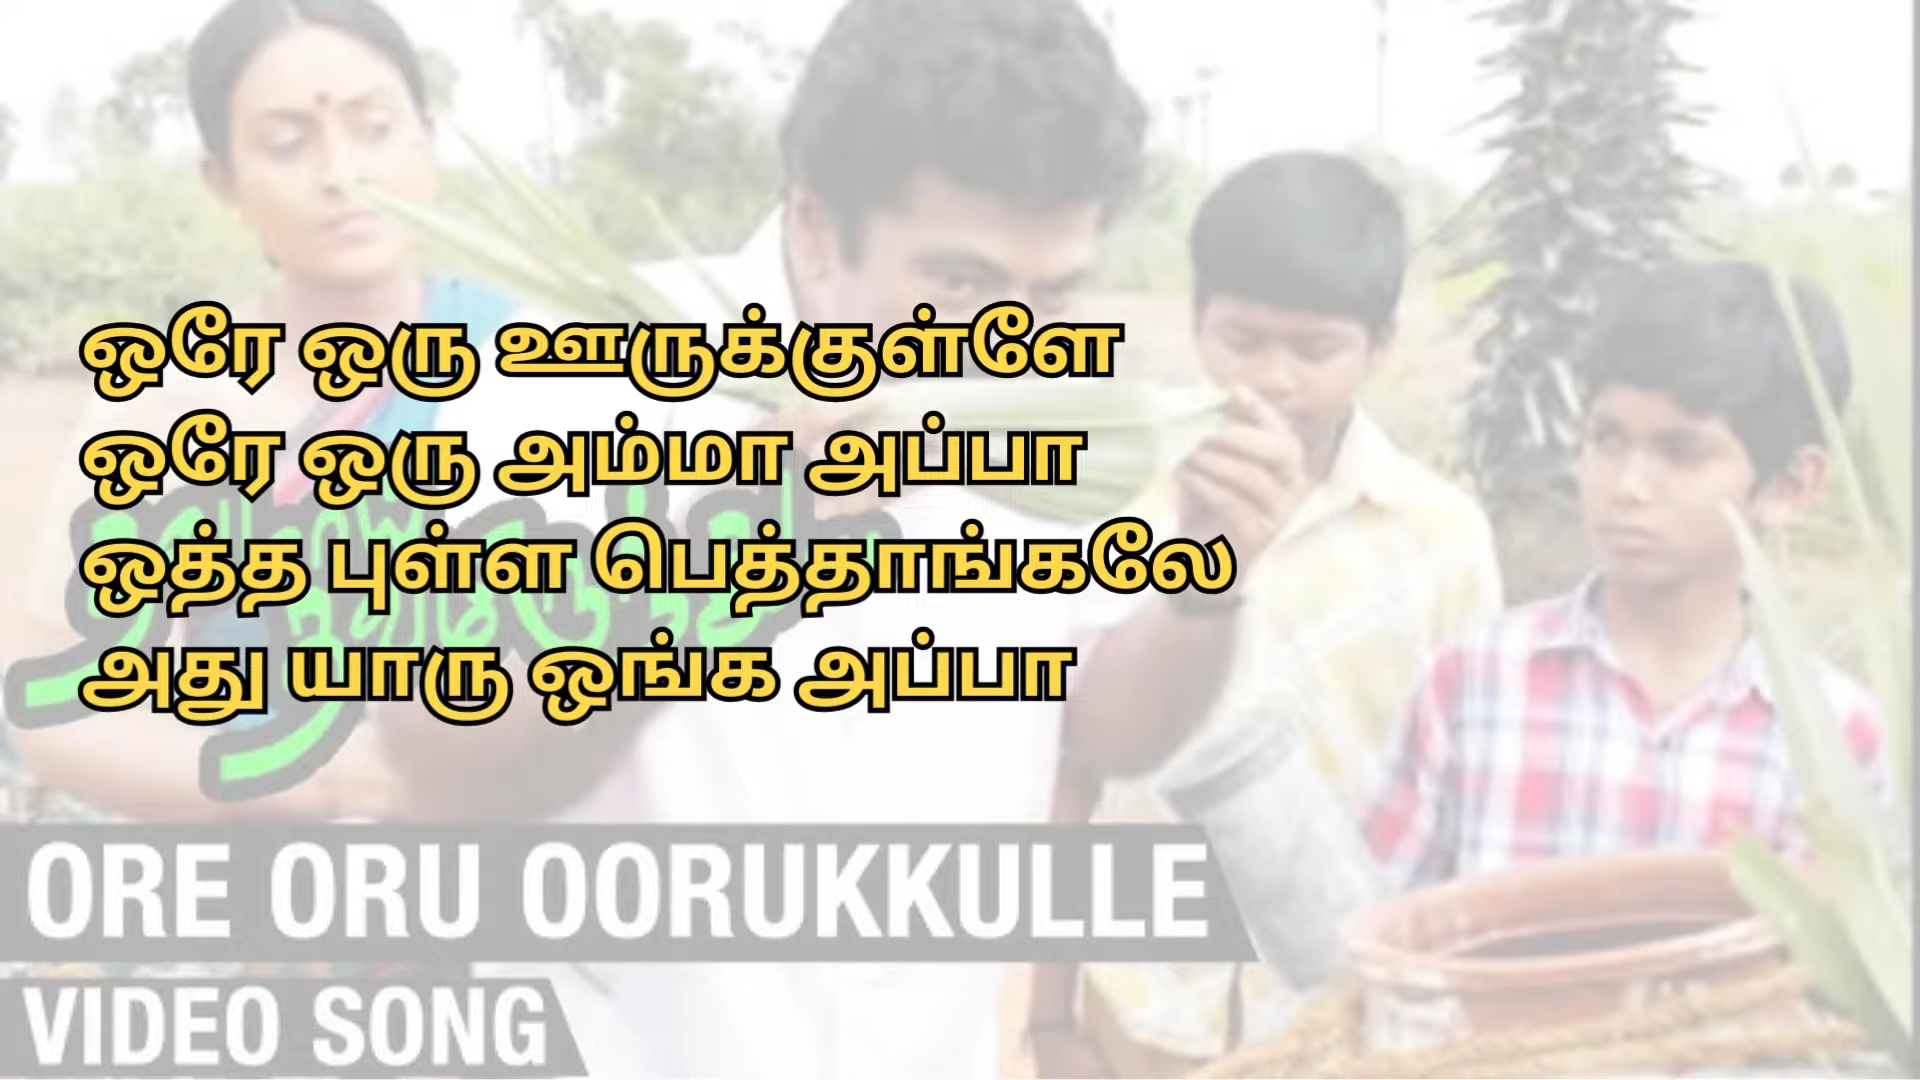 ஒரே ஒரு ஊருக்குள்ளே
ஒரே ஒரு அம்மா அப்பா
ஒத்த புள்ள பெத்தாங்கலே
அது யாரு ஒங்க அப்பா
ORE ORU OORUKKULLE
VIDEO SONG